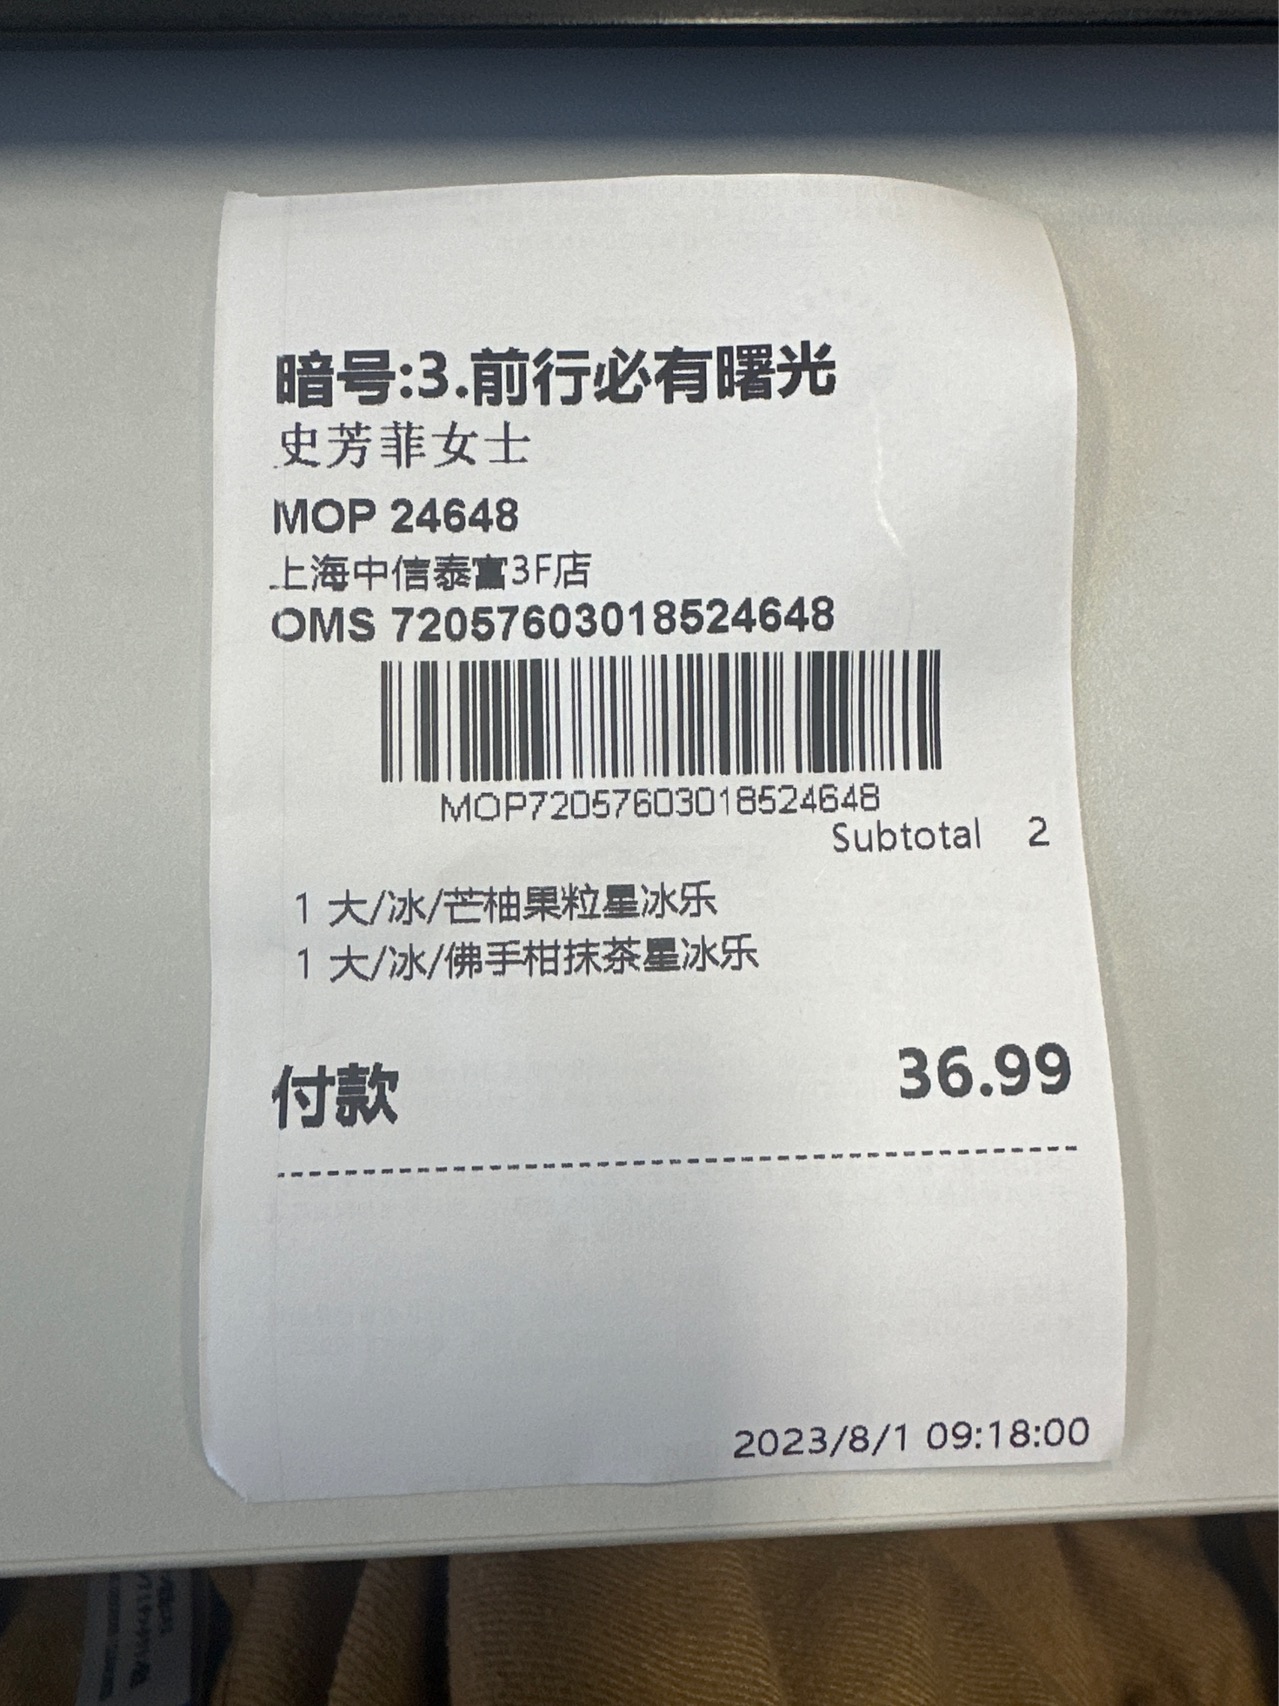 暗号:3.前行必有曙光
史芳菲女士
MOP 24648
上海中信泰富3F店
OMS 72057603018524648
MOP72057603018524648
Subtotal 2
1 大/冰/芒柚果粒星冰乐
1 大/冰/佛手柑抹茶星冰乐
付款 36.99
2023/8/1 09:18:00